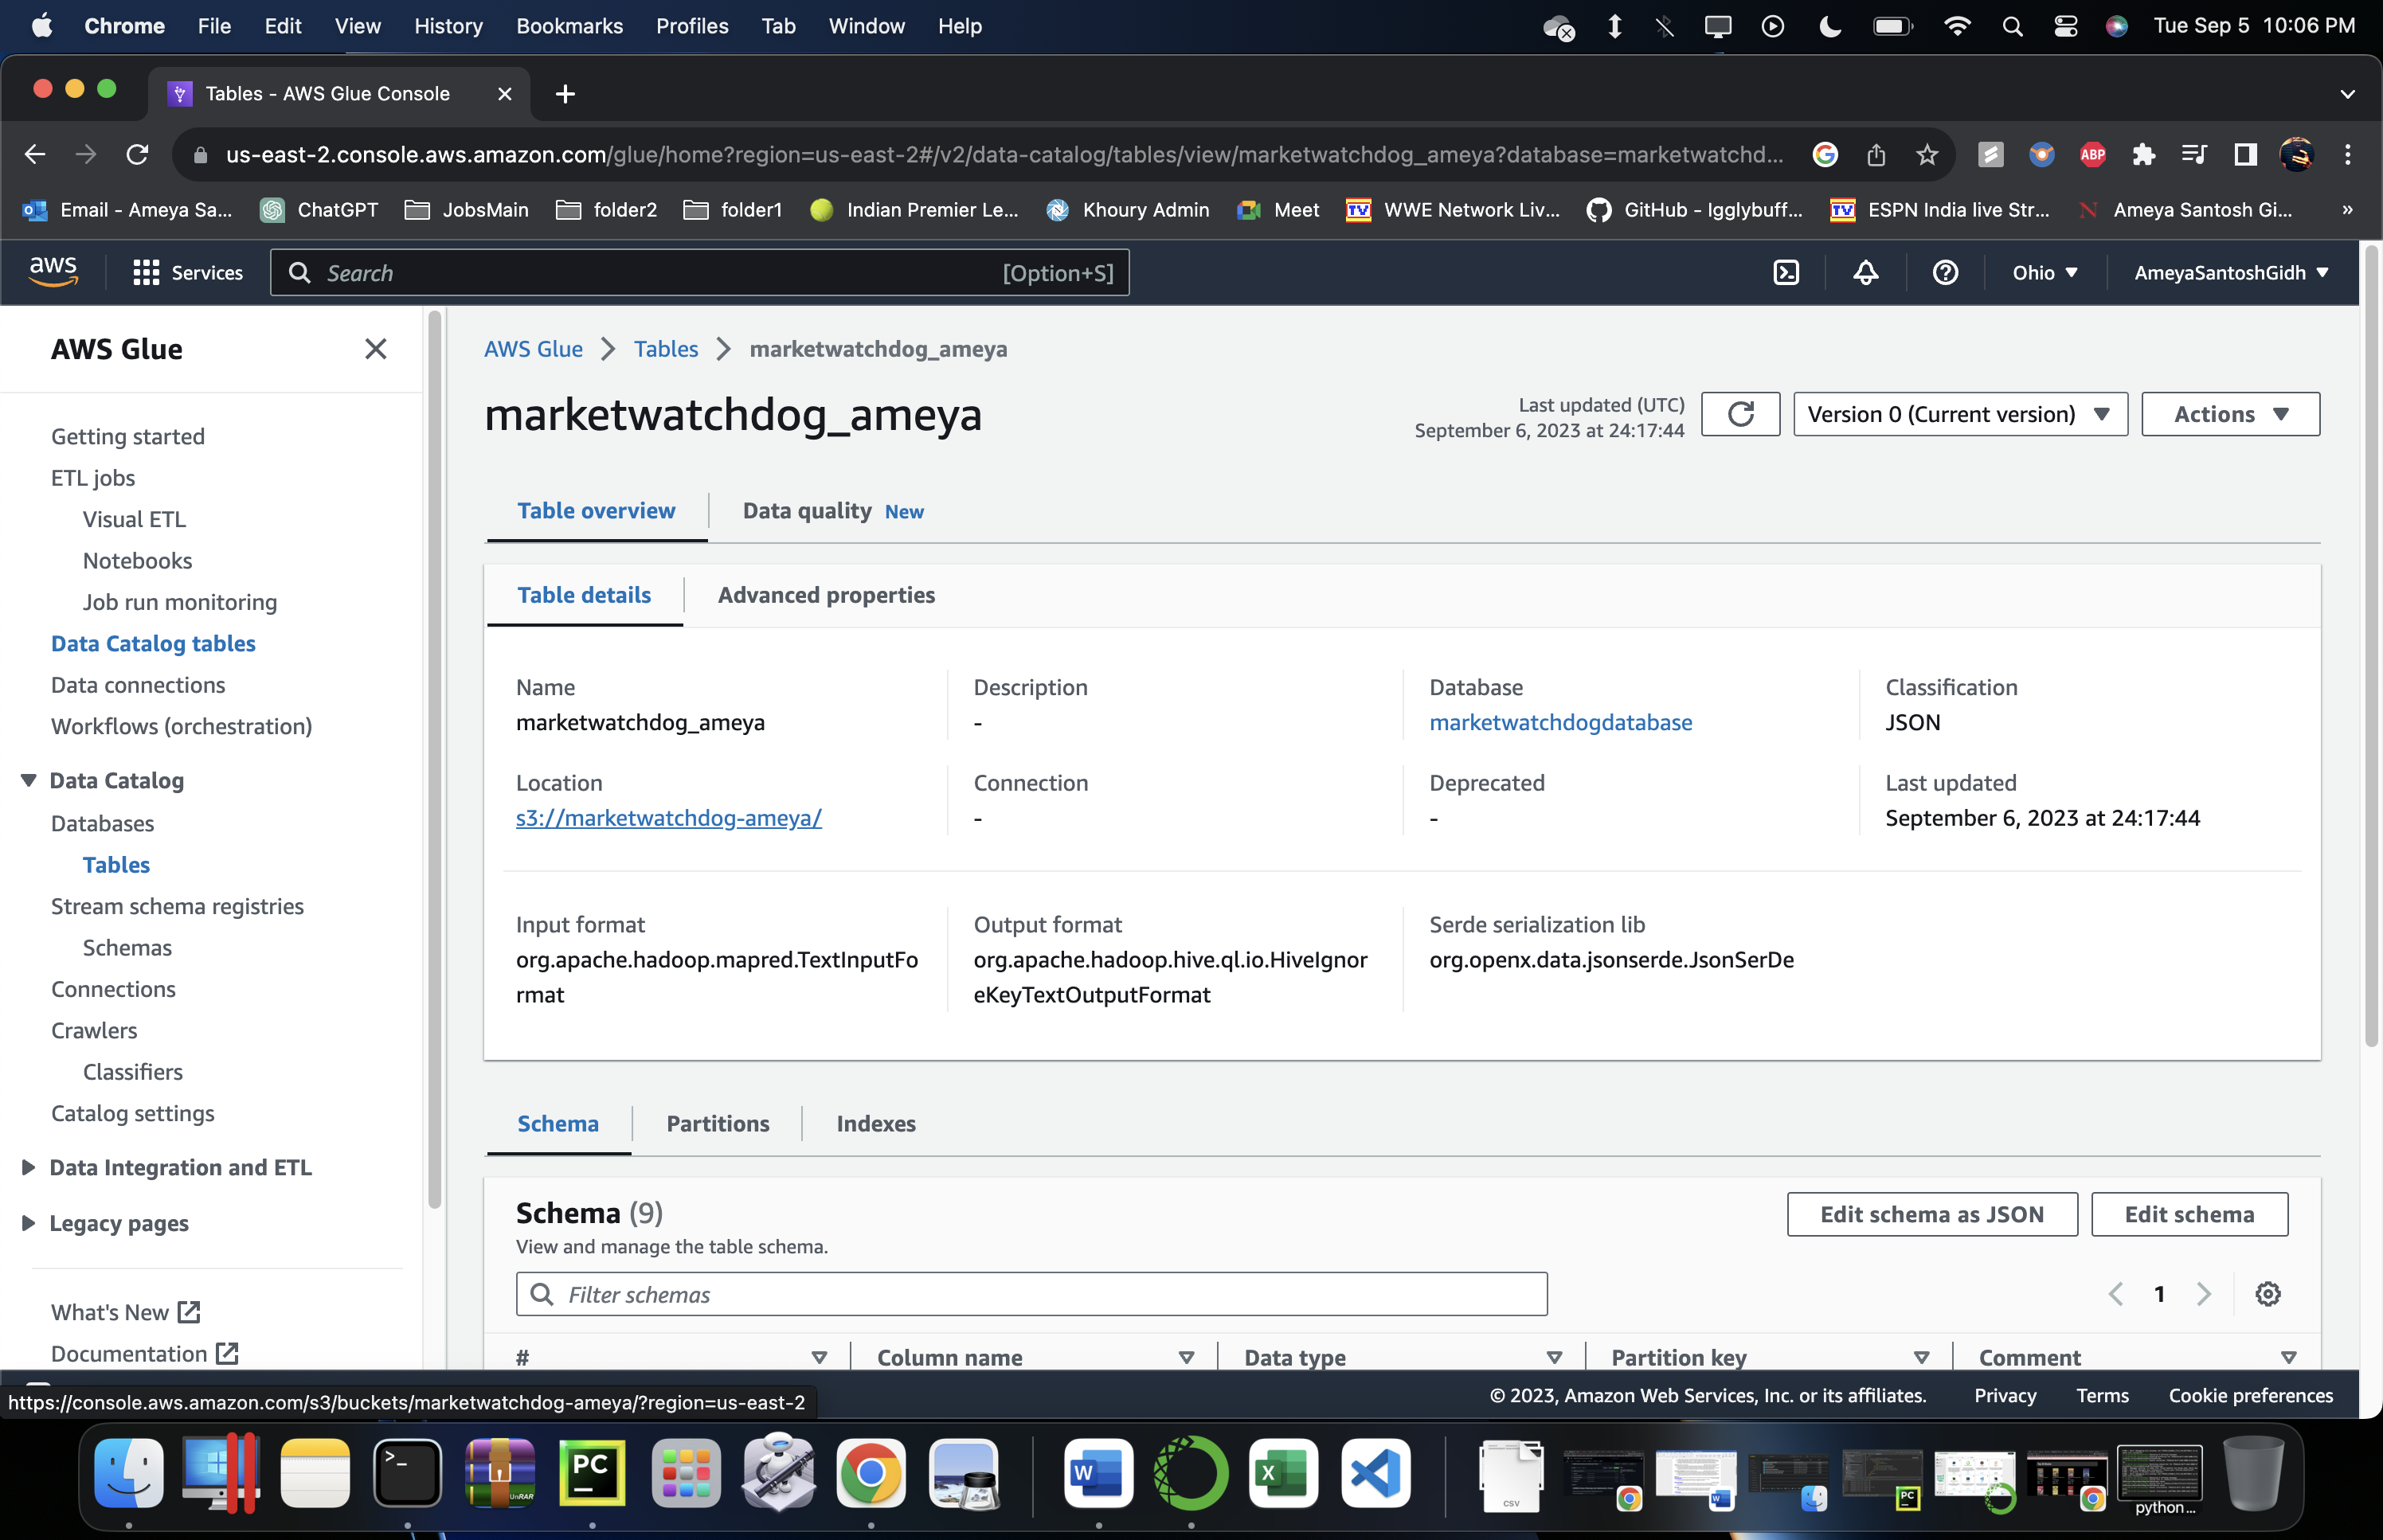 Chrome File Edit View History Bookmarks Profiles Tab Window Help Tue Sep 5 10:06 PM
Tables - AWS Glue Console
us-east-2.console.aws.amazon.com/glue/home?region=us-east-2#/v2/data-catalog/tables/view/marketwatchdog_ameya?database=marketwatchd... ABP
Email - Ameya Sa... ChatGPT JobsMain folder2 folder1 Indian Premier Le... Khoury Admin Meet WWE Network Liv... GitHub - Igglybuff... ESPN India live Str... Ameya Santosh Gi... »
aws Services Search [Option+S] Ohio AmeyaSantoshGidh
AWS Glue
Getting started
ETL jobs
Visual ETL
Notebooks
Job run monitoring
Data Catalog tables
Data connections
Workflows (orchestration)
Data Catalog
Databases
Tables
Stream schema registries
Schemas
Connections
Crawlers
Classifiers
Catalog settings
Data Integration and ETL
Legacy pages
What's New
Documentation
AWS Glue Tables marketwatchdog_ameya
marketwatchdog_ameya
Last updated (UTC)
September 6, 2023 at 24:17:44
Version 0 (Current version)
Actions
Table overview Data quality New
Table details Advanced properties
Name Description Database Classification
marketwatchdog_ameya - marketwatchdogdatabase JSON
Location Connection Deprecated Last updated
s3://marketwatchdog-ameya/ - - September 6, 2023 at 24:17:44
Input format Output format Serde serialization lib
org.apache.hadoop.mapred.TextInputFo org.apache.hadoop.hive.ql.io.HiveIgnor org.openx.data.jsonserde.JsonSerDe
rmat eKeyTextOutputFormat
Schema Partitions Indexes
Schema (9)
View and manage the table schema.
Edit schema as JSON Edit schema
Filter schemas 1
# Column name Data type Partition key Comment
https://console.aws.amazon.com/s3/buckets/marketwatchdog-ameya/?region=us-east-2
© 2023, Amazon Web Services, Inc. or its affiliates. Privacy Terms Cookie preferences
>_ UnRAR PC W X CSV W PC
python...